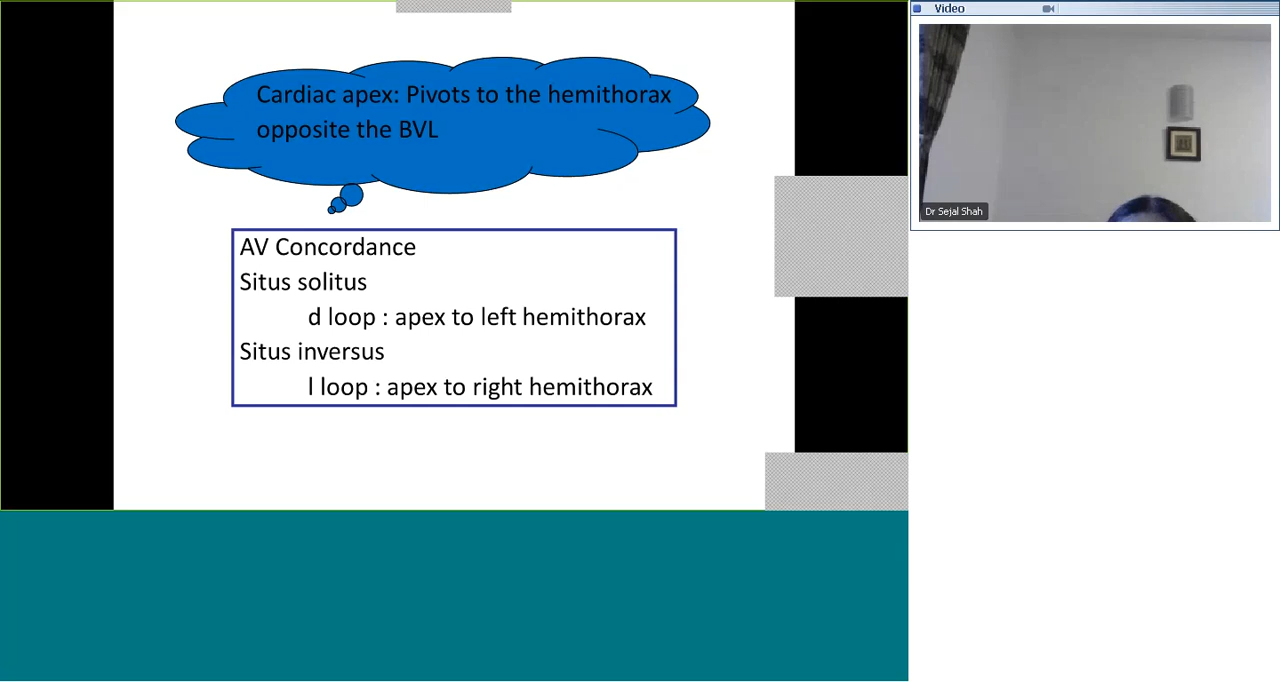 Cardiac apex: Pivots to the hemithorax
opposite the BVL
AV Concordance
Situs solitus
d loop : apex to left hemithorax
Situs inversus
l loop : apex to right hemithorax
Video
Dr Sejal Shah